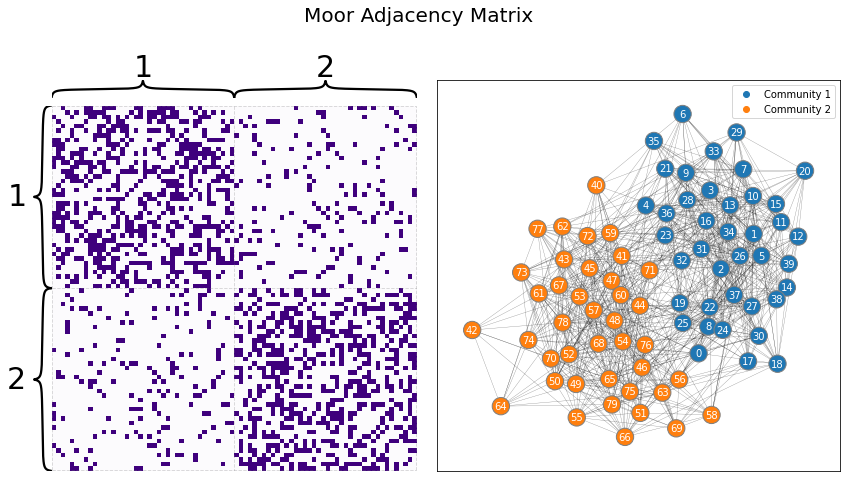 Moor Adjacency Matrix
1 2
1
2
Community 1
Community 2
6
29
35
33
21 9 7 20
40
3
28 10
4 13 15
36 16 11
77 62 59 34 1 12
72 23
31
43 41 26 5
32 39
73 45 71 2
47
67 14
61 53 60 37 38
44 19 22 27
57
78 48 25 8 24
42 30
74 68 54 76
70 52 0
17 18
46
50 49 65 56
75 63
64 79
55 51 58
69
66